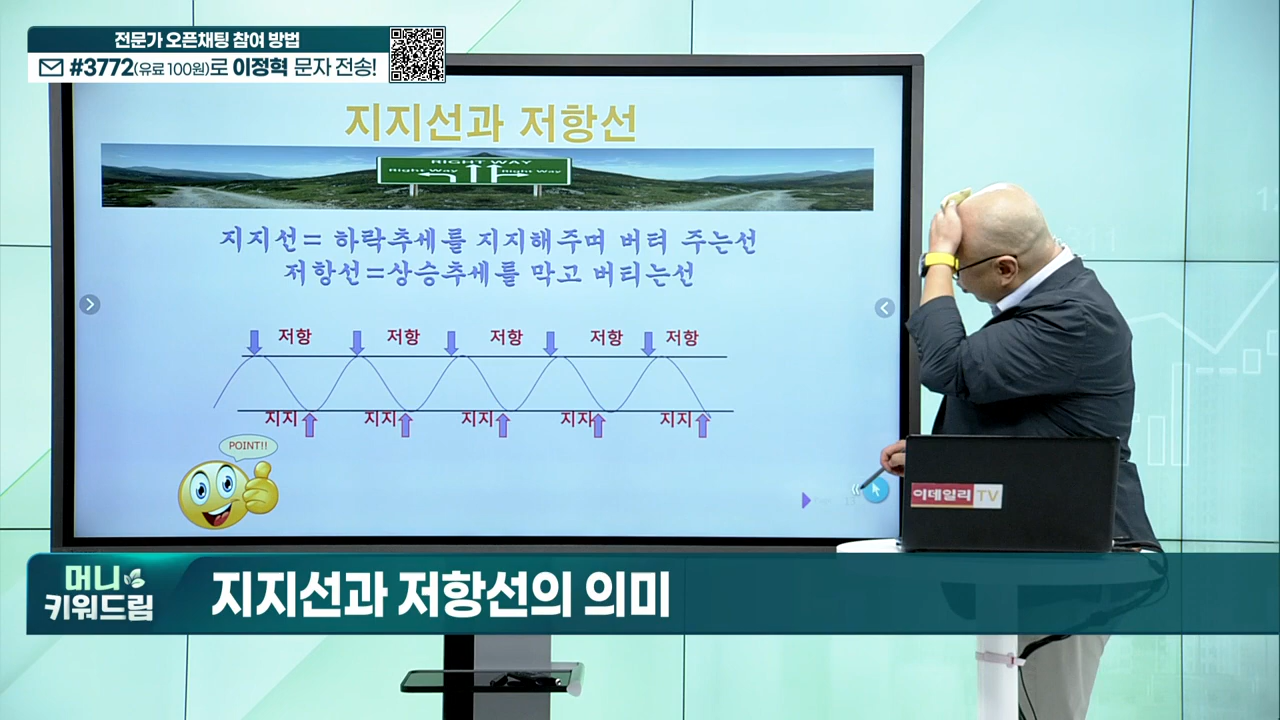 전문가 오픈채팅 참여 방법
#3772(유료 100원)로 이정혁 문자 전송!
지지선과 저항선
RIGHT WAY
Right Way
Right Way
지지선= 하락추세를 지지해주며 버텨 주는선
저항선=상승추세를 막고 버티는선
저항 저항 저항 저항 저항
지지 지지 지지 지지 지지
POINT!!
이데일리 TV
머니
키워드림
지지선과 저항선의 의미